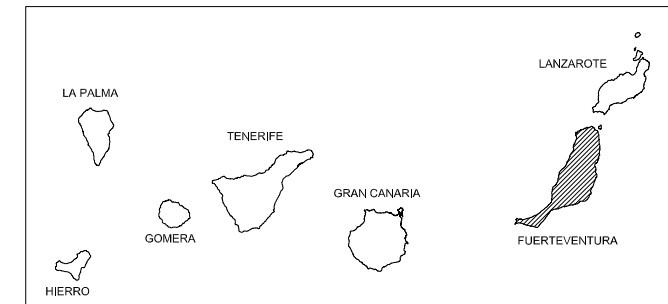 LANZAROTE
LA PALMA
TENERIFE
GRAN CANARIA
GOMERA
FUERTEVENTURA
HIERRO